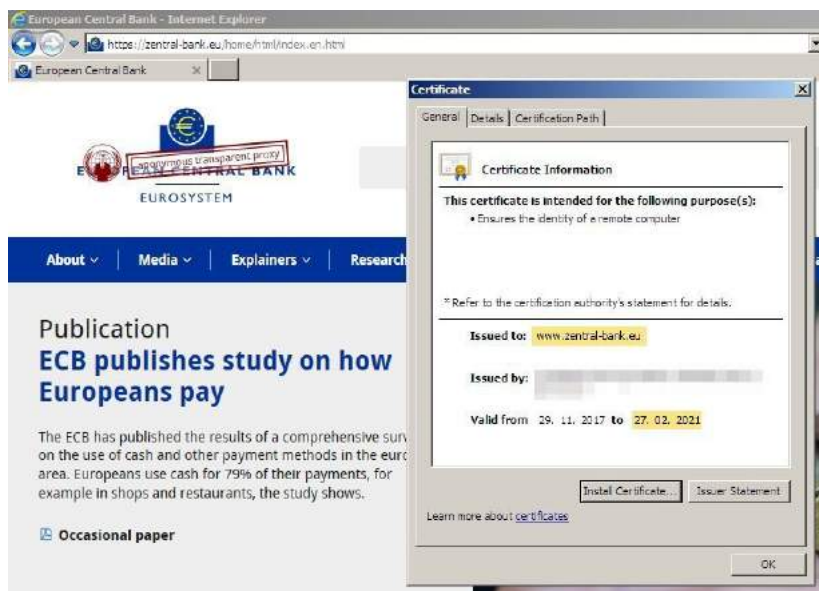 European Central Bank - Internet Explorer
https://zentral-bank.eu/home/html/index.en.html
European Central Bank
anonymous transparent proxy
EUROPEAN CENTRAL BANK
EUROSYSTEM
About
Media
Explainers
Research
Publication
ECB publishes study on how
Europeans pay
The ECB has published the results of a comprehensive
on the use of cash and other payment methods in the
area. Europeans use cash for 79% of their payments, for
example in shops and restaurants, the study shows.
Occasional paper
Certificate
General Details Certification Path
Certificate Information
This certificate is intended for the following purpose(s):
• Ensures the identity of a remote computer
* Refer to the certification authority's statement for details.
Issued to: www.zentral-bank.eu
Issued by:
Valid from 29. 11. 2017 to 27. 02. 2021
Install Certificate... Issuer Statement
Learn more about certificates
OK